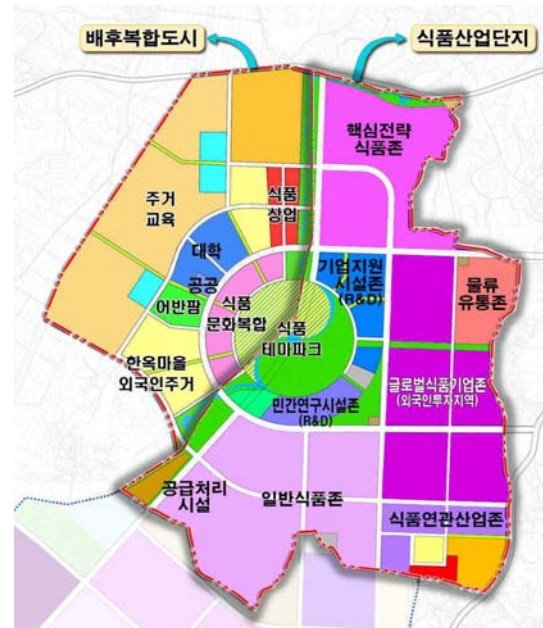 배후복합도시
식품산업단지
핵심전략
식품존
주거
교육
식품
상업
대학
공공
어반팜
식품
문화복합
기업지원
시설존
(R&D)
물류
유통존
식품
테마파크
한옥마을
외국인주거
글로벌식품기업존
(외국인투자지역)
민간연구시설존
(R&D)
공급처리
시설
일반식품존
식품연관산업존